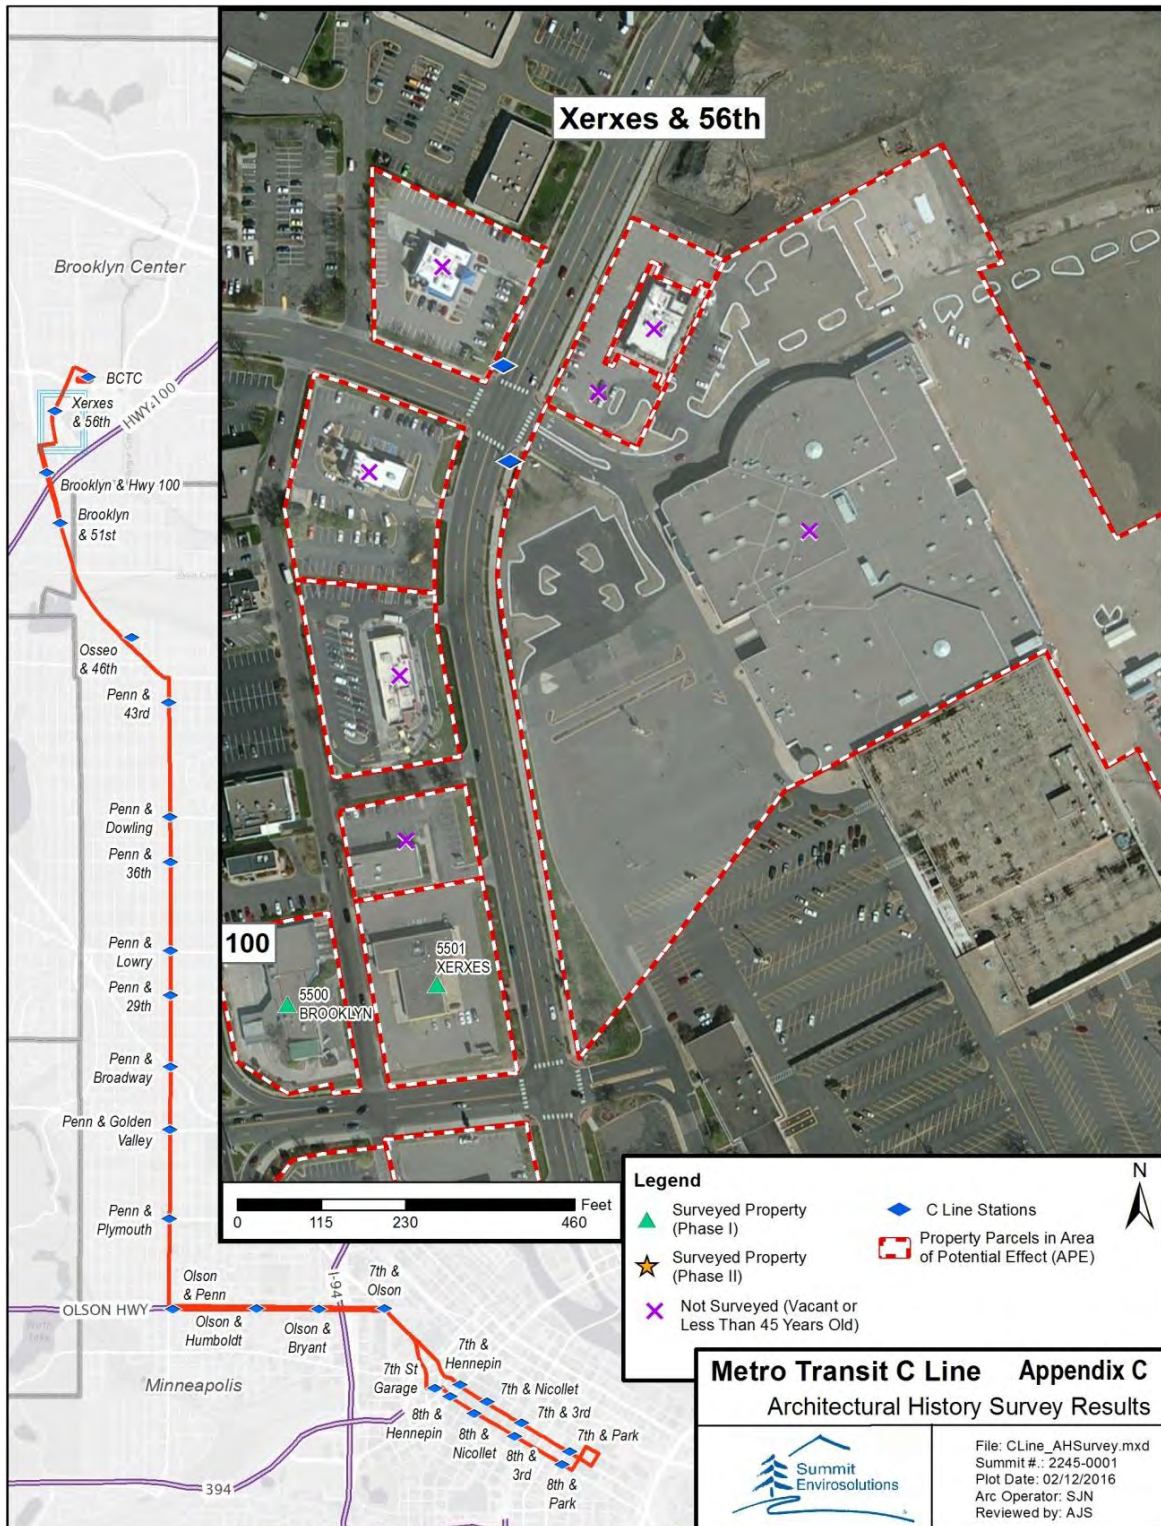 Xerxes & 56th
Brooklyn Center
BCTC
Xerxes
& 56th
HWY 100
Brooklyn & Hwy 100
Brooklyn
& 51st
Osseo
& 46th
Penn &
43rd
Penn &
Dowling
Penn &
36th
Penn &
Lowry
Penn &
29th
Penn &
Broadway
Penn & Golden
Valley
Penn &
Plymouth
100
5500
BROOKLYN
5501
XERXES
0 115 230 460 Feet
Legend
Surveyed Property
(Phase I)
Surveyed Property
(Phase II)
Not Surveyed (Vacant or
Less Than 45 Years Old)
C Line Stations
Property Parcels in Area
of Potential Effect (APE)
N
OLSON HWY
Olson
& Penn
Olson &
Humboldt
Olson &
Bryant
I-94
7th &
Olson
Minneapolis
7th St
Garage
7th &
Hennepin
7th & Nicollet
7th & 3rd
7th & Park
8th &
Hennepin
8th &
Nicollet
8th &
3rd
8th &
Park
394
Metro Transit C Line Appendix C
Architectural History Survey Results
Summit
Envirosolutions
File: CLine_AHSurvey.mxd
Summit #.: 2245-0001
Plot Date: 02/12/2016
Arc Operator: SJN
Reviewed by: AJS